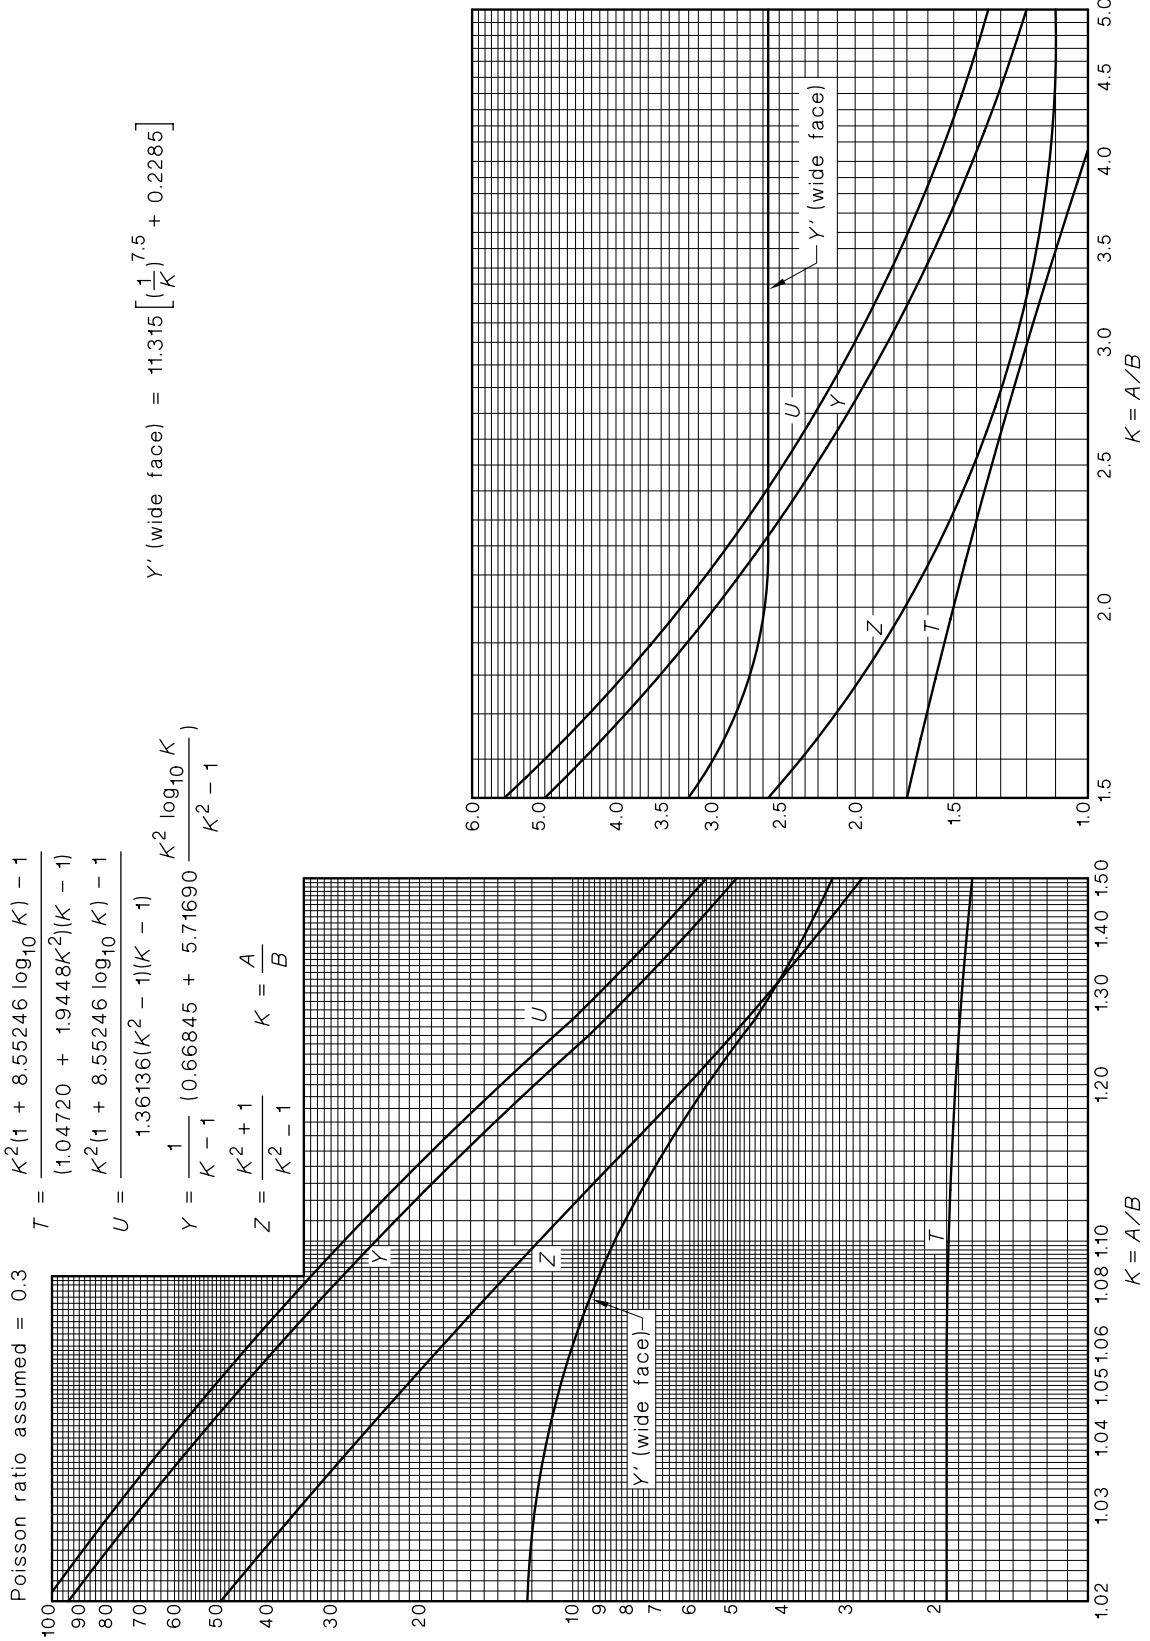 Poisson ratio assumed = 0.3
T = K²(1 + 8.55246 log₁₀ K) − 1 / (1.04720 + 1.9448K²)(K − 1)
U = K²(1 + 8.55246 log₁₀ K) − 1 / 1.36136(K² − 1)(K − 1)
Y = 1 / K − 1 (0.66845 + 5.71690 K² log₁₀ K / K² − 1)
Z = K² + 1 / K² − 1 K = A / B
Y′ (wide face) = 11.315 [(1/K)^7.5 + 0.2285]
100
90
80
70
60
50
40
30
20
10
9
8
7
6
5
4
3
2
U
Y
Z
Y′ (wide face)
T
1.02 1.03 1.04 1.05 1.06 1.08 1.10 1.20 1.30 1.40 1.50
K = A/B
6.0
5.0
4.0
3.5
3.0
2.5
2.0
1.5
1.0
Y′ (wide face)
U
Y
Z
T
1.5 2.0 2.5 3.0 3.5 4.0 4.5 5.0
K = A/B